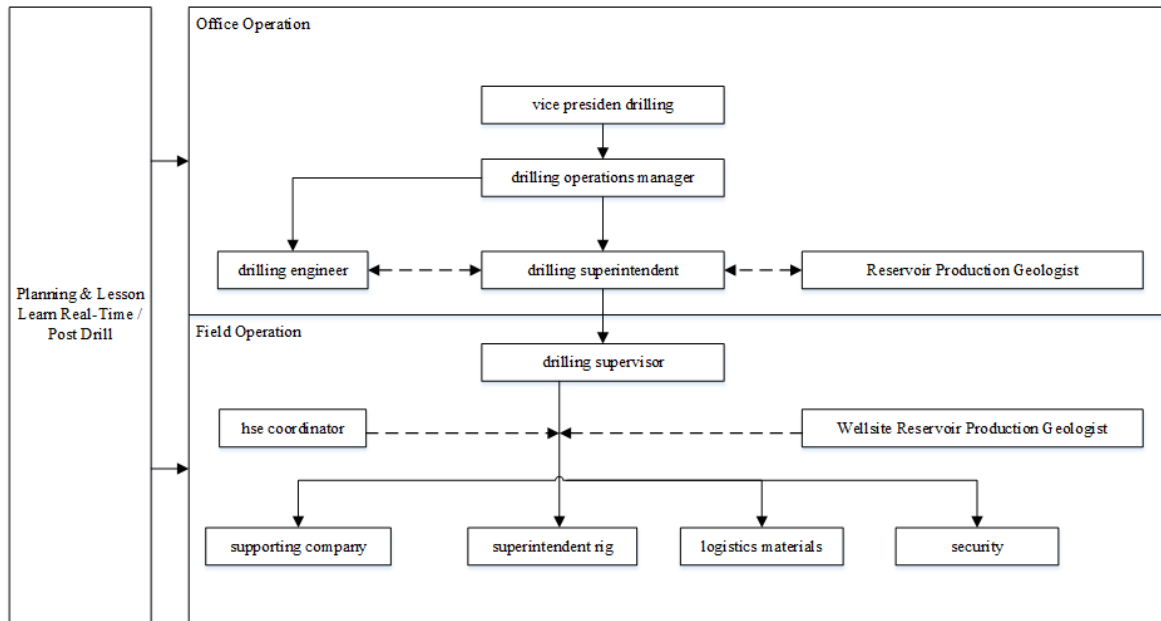 Office Operation
vice presiden drilling
drilling operations manager
drilling engineer
drilling superintendent
Reservoir Production Geologist
Planning & Lesson
Learn Real-Time /
Post Drill
Field Operation
drilling supervisor
hse coordinator
Wellsite Reservoir Production Geologist
supporting company
superintendent rig
logistics materials
security